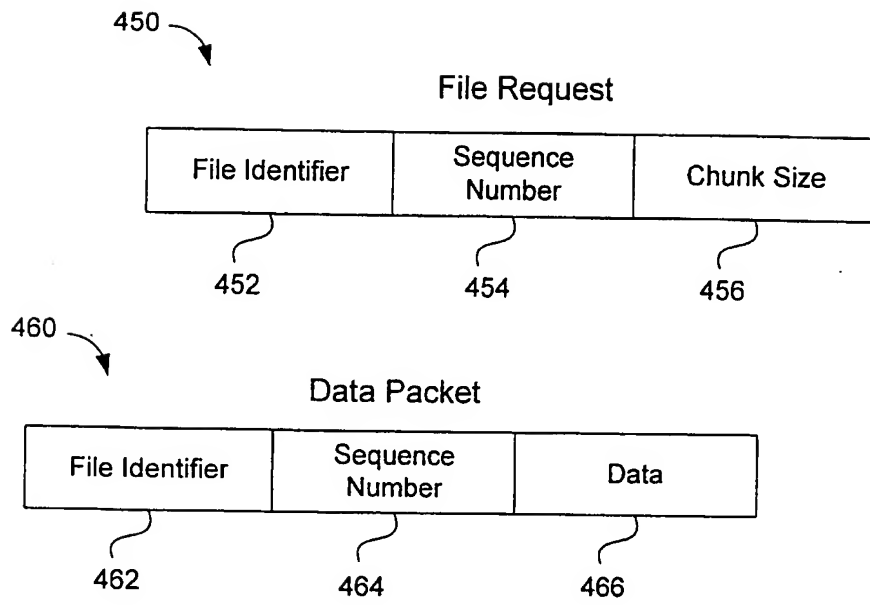 450
File Request
File Identifier
Sequence
Number
Chunk Size
452
454
456
460
Data Packet
File Identifier
Sequence
Number
Data
462
464
466